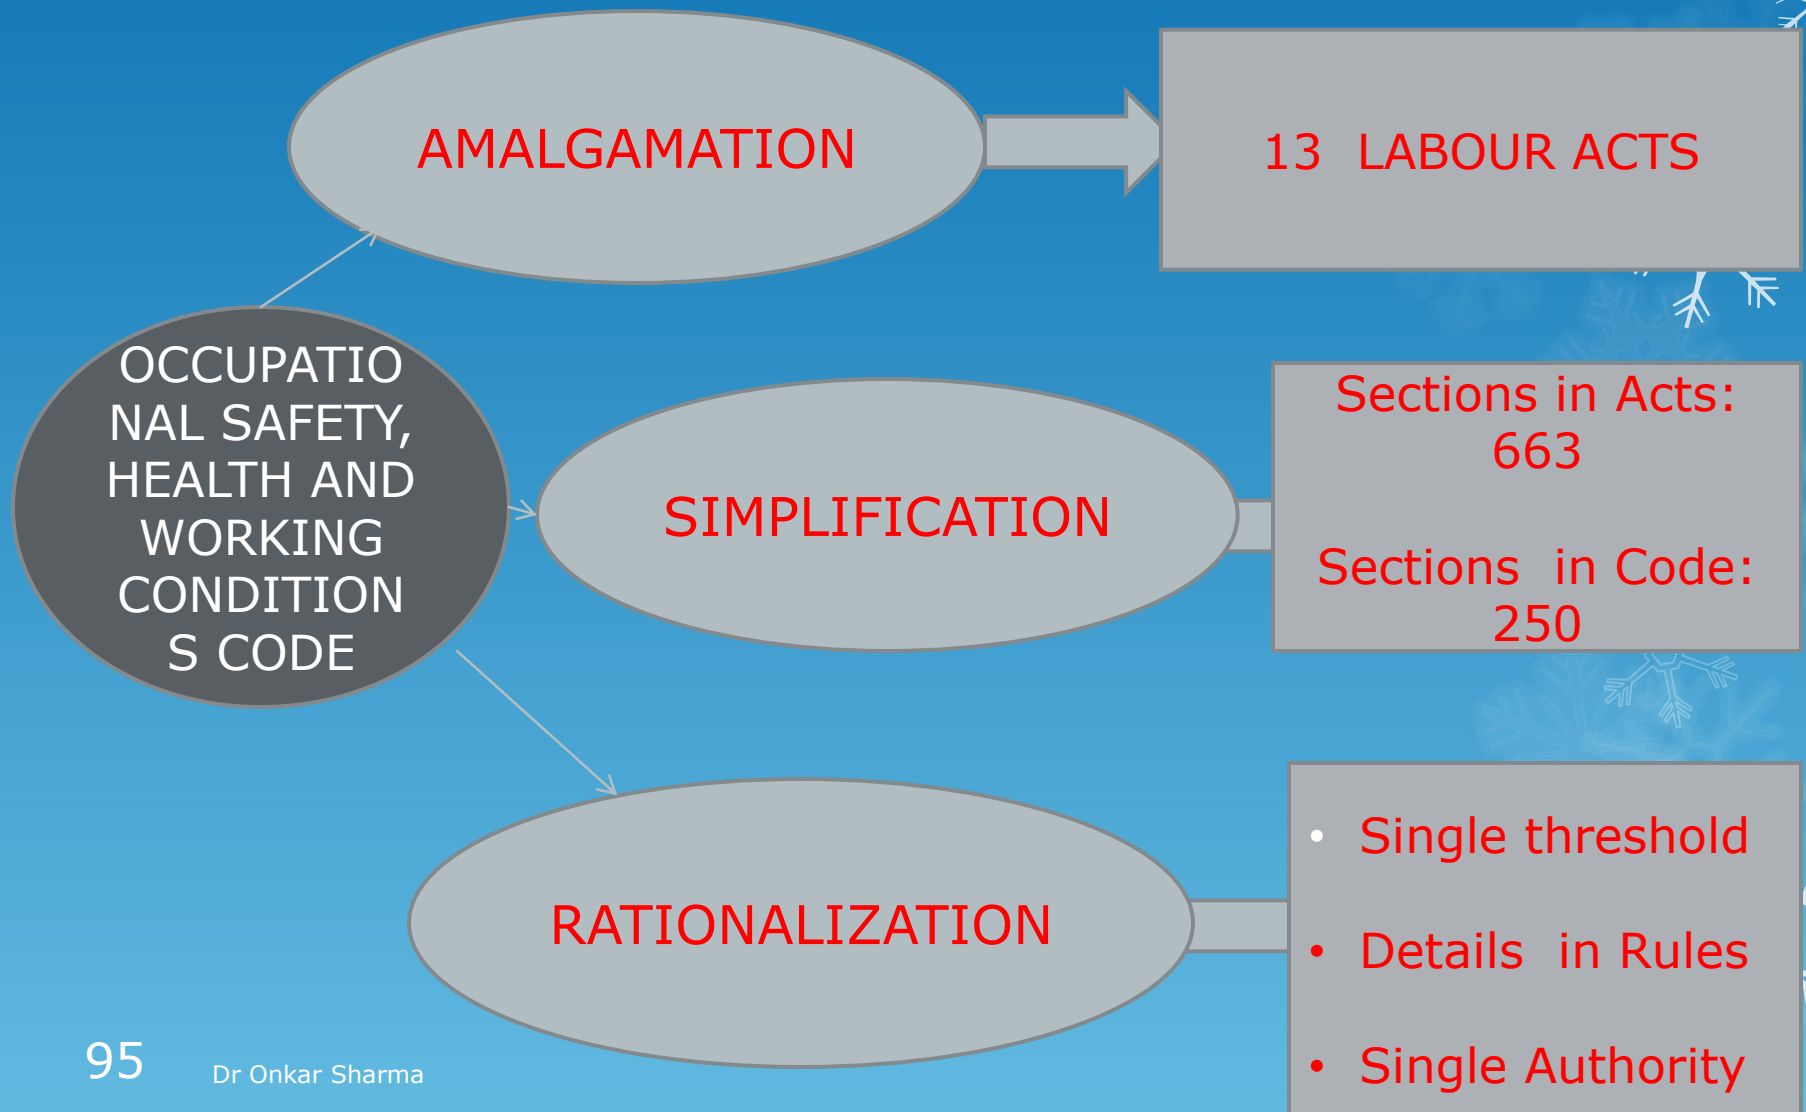 AMALGAMATION
13 LABOUR ACTS
OCCUPATIO
NAL SAFETY,
HEALTH AND
WORKING
CONDITION
S CODE
SIMPLIFICATION
Sections in Acts:
663
Sections in Code:
250
RATIONALIZATION
• Single threshold
• Details in Rules
• Single Authority
95
Dr Onkar Sharma